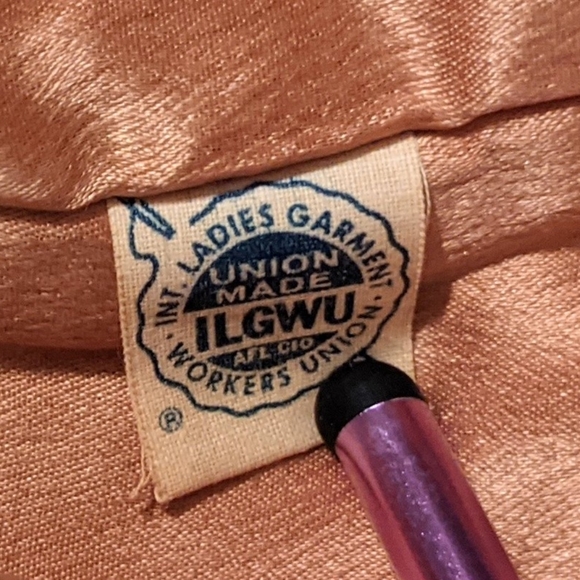 INT. LADIES GARMENT
UNION
MADE
ILGWU
AFL-CIO
WORKERS UNION
®